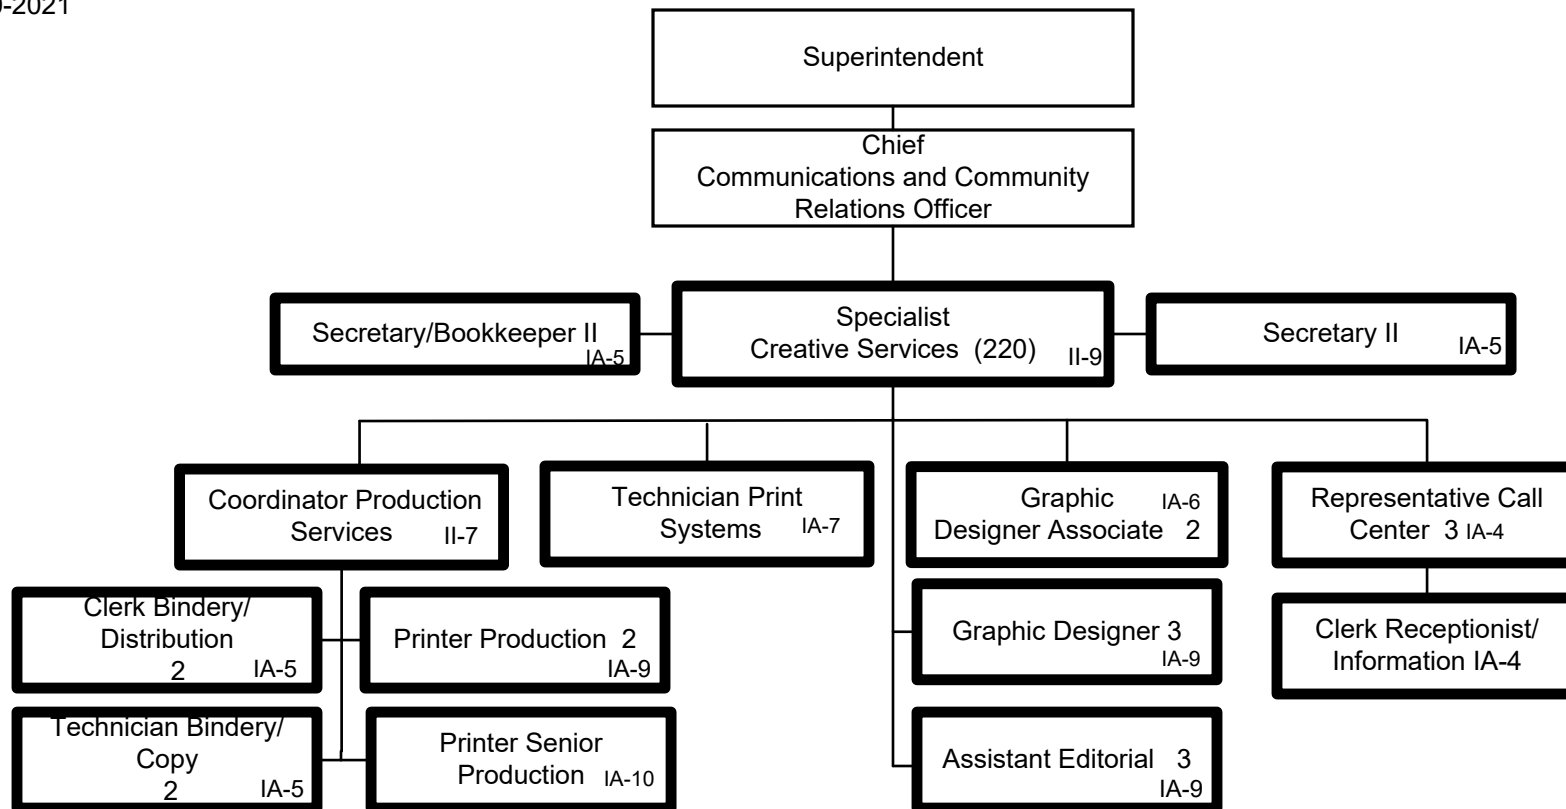 -2021
Superintendent
Chief
Communications and Community
Relations Officer
Secretary/Bookkeeper II
IA-5
Specialist
Creative Services (220) II-9
Secretary II
IA-5
Coordinator Production
Services II-7
Technician Print
Systems IA-7
Graphic IA-6
Designer Associate 2
Representative Call
Center 3 IA-4
Clerk Bindery/
Distribution
2 IA-5
Printer Production 2
IA-9
Graphic Designer 3
IA-9
Clerk Receptionist/
Information IA-4
Technician Bindery/
Copy
2 IA-5
Printer Senior
Production IA-10
Assistant Editorial 3
IA-9